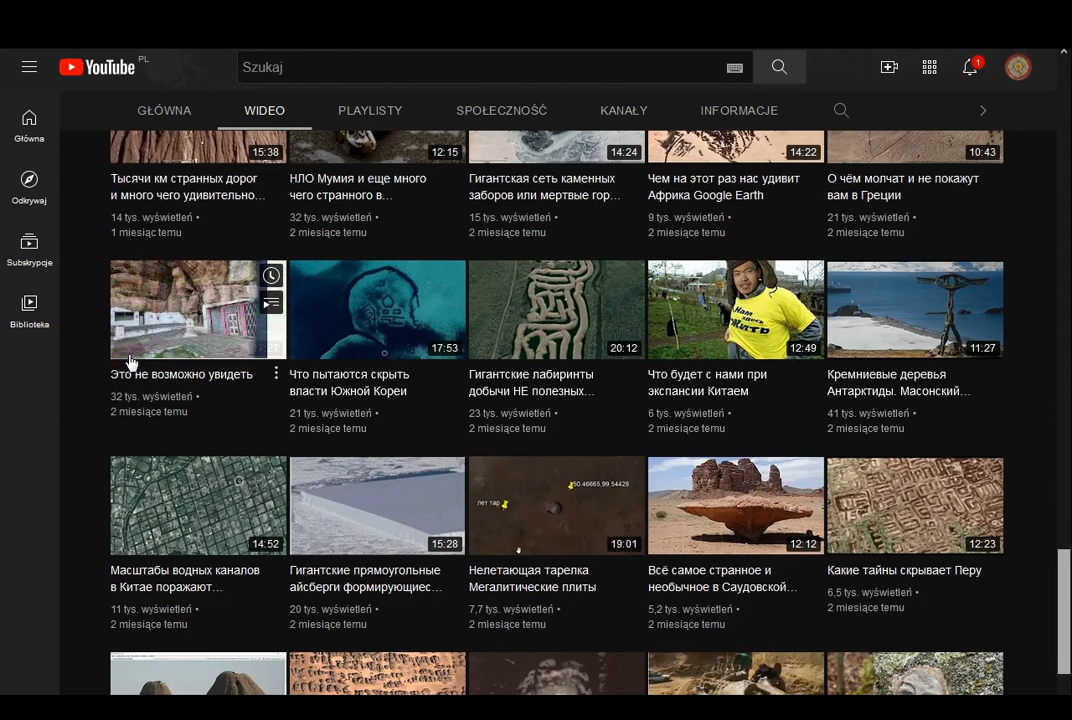 YouTube PL
Szukaj
1
GŁÓWNA WIDEO PLAYLISTY SPOŁECZNOŚĆ KANAŁY INFORMACJE
Główna
Odkrywaj
Subskrypcje
Biblioteka
15:38
Тысячи км странных дорог
и много чего удивительно...
14 tys. wyświetleń •
1 miesiąc temu
12:15
НЛО Мумия и еще много
чего странного в...
32 tys. wyświetleń •
2 miesiące temu
14:24
Гигантская сеть каменных
заборов или мертвые гор...
15 tys. wyświetleń •
2 miesiące temu
14:22
Чем на этот раз нас удивит
Африка Google Earth
9 tys. wyświetleń •
2 miesiące temu
10:43
О чём молчат и не покажут
вам в Греции
21 tys. wyświetleń •
2 miesiące temu
Это не возможно увидеть
32 tys. wyświetleń •
2 miesiące temu
17:53
Что пытаются скрыть
власти Южной Кореи
21 tys. wyświetleń •
2 miesiące temu
20:12
Гигантские лабиринты
добычи НЕ полезных...
23 tys. wyświetleń •
2 miesiące temu
Нам
здесь
жить
12:49
Что будет с нами при
экспансии Китаем
6 tys. wyświetleń •
2 miesiące temu
11:27
Кремниевые деревья
Антарктиды. Масонский...
41 tys. wyświetleń •
2 miesiące temu
14:52
Масштабы водных каналов
в Китае поражают...
11 tys. wyświetleń •
2 miesiące temu
15:28
Гигантские прямоугольные
айсберги формирующиес...
20 tys. wyświetleń •
2 miesiące temu
50.46665,99.54428
лет тар
19:01
Нелетающая тарелка
Мегалитические плиты
7,7 tys. wyświetleń •
2 miesiące temu
12:12
Всё самое странное и
необычное в Саудовской...
5,2 tys. wyświetleń •
2 miesiące temu
12:23
Какие тайны скрывает Перу
6,5 tys. wyświetleń •
2 miesiące temu